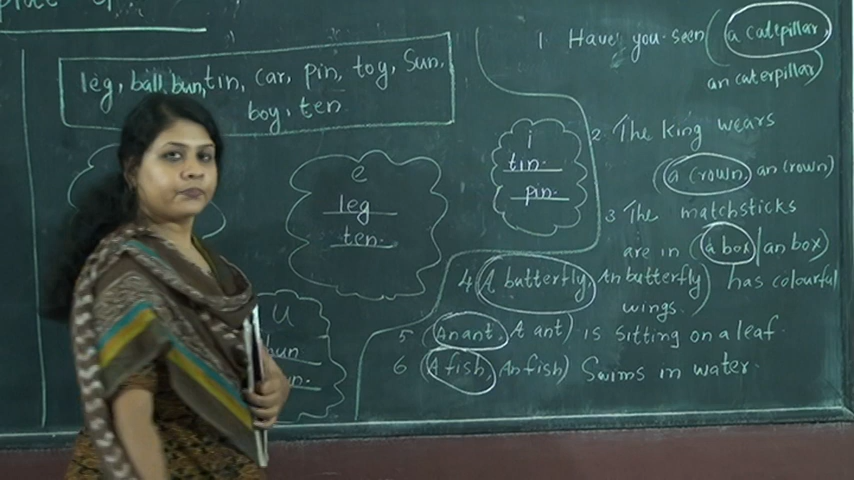 leg, ball, bun, tin, car, pin, toy, Sun,
boy, ten.
e
leg
ten.
i
tin.
pin.
u
bun
n.
1. Have you seen (a catepillar,
an caterpillar)
2. The King wears
(a crown, an crown)
3. The matchsticks
are in (a box / an box)
4 (A butterfly, An butterfly) has colourful
wings.
5 (An ant, A ant) is sitting on a leaf.
6 (A fish, An fish) Swims in water.